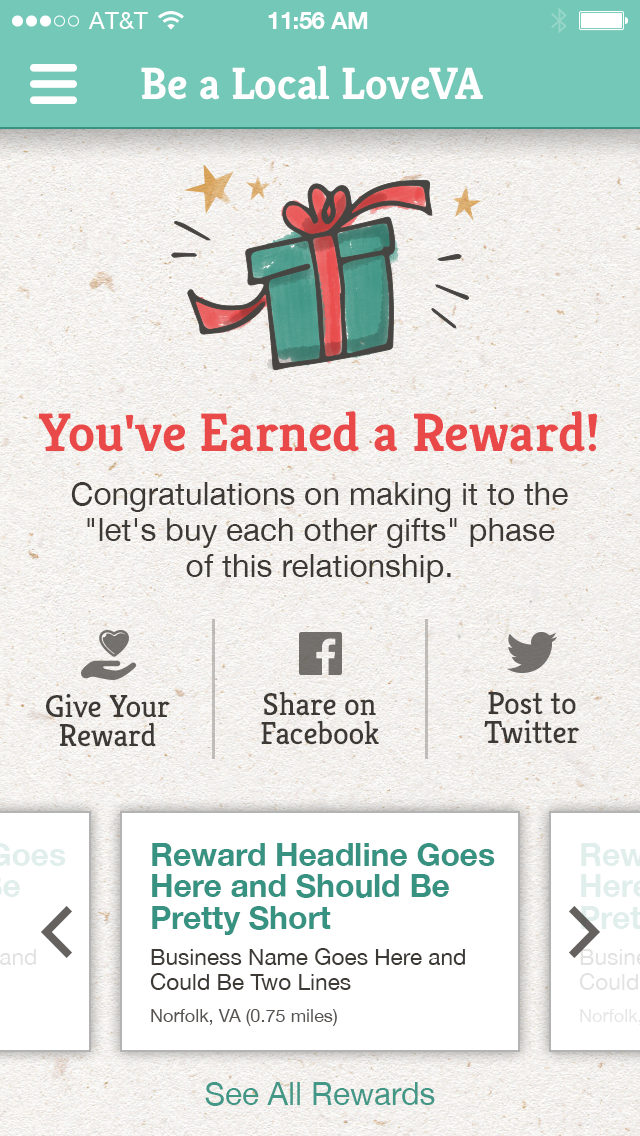 AT&T 11:56 AM
Be a Local LoveVA
You've Earned a Reward!
Congratulations on making it to the
"let's buy each other gifts" phase
of this relationship.
Give Your
Reward
Share on
Facebook
Post to
Twitter
Goes
Be
and
Reward Headline Goes
Here and Should Be
Pretty Short
Business Name Goes Here and
Could Be Two Lines
Norfolk, VA (0.75 miles)
Rew
Here
Pret
Busine
Could
Norfolk,
See All Rewards